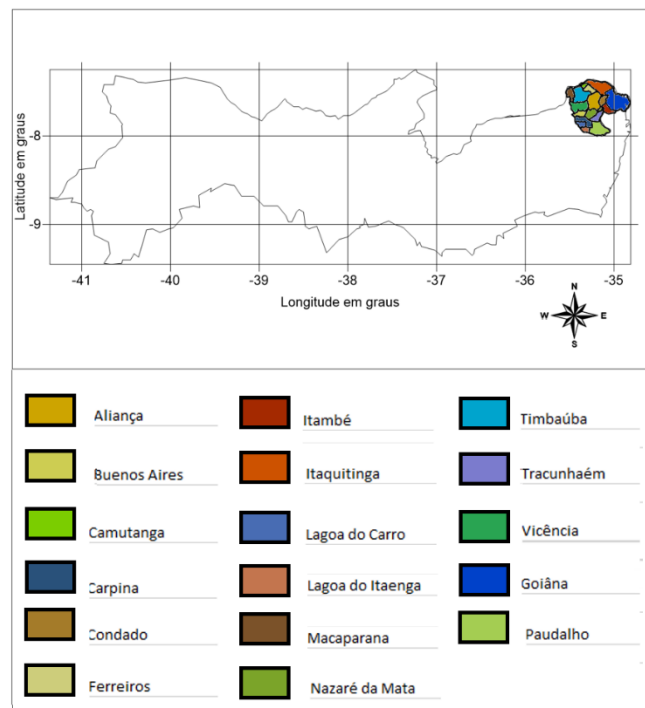 Latitude em graus
-8
-9
-41 -40 -39 -38 -37 -36 -35
Longitude em graus
N
W E
S
Aliança Itambé Timbaúba
Buenos Aires Itaquitinga Tracunhaém
Camutanga Lagoa do Carro Vicência
Carpina Lagoa do Itaenga Goiâna
Condado Macaparana Paudalho
Ferreiros Nazaré da Mata